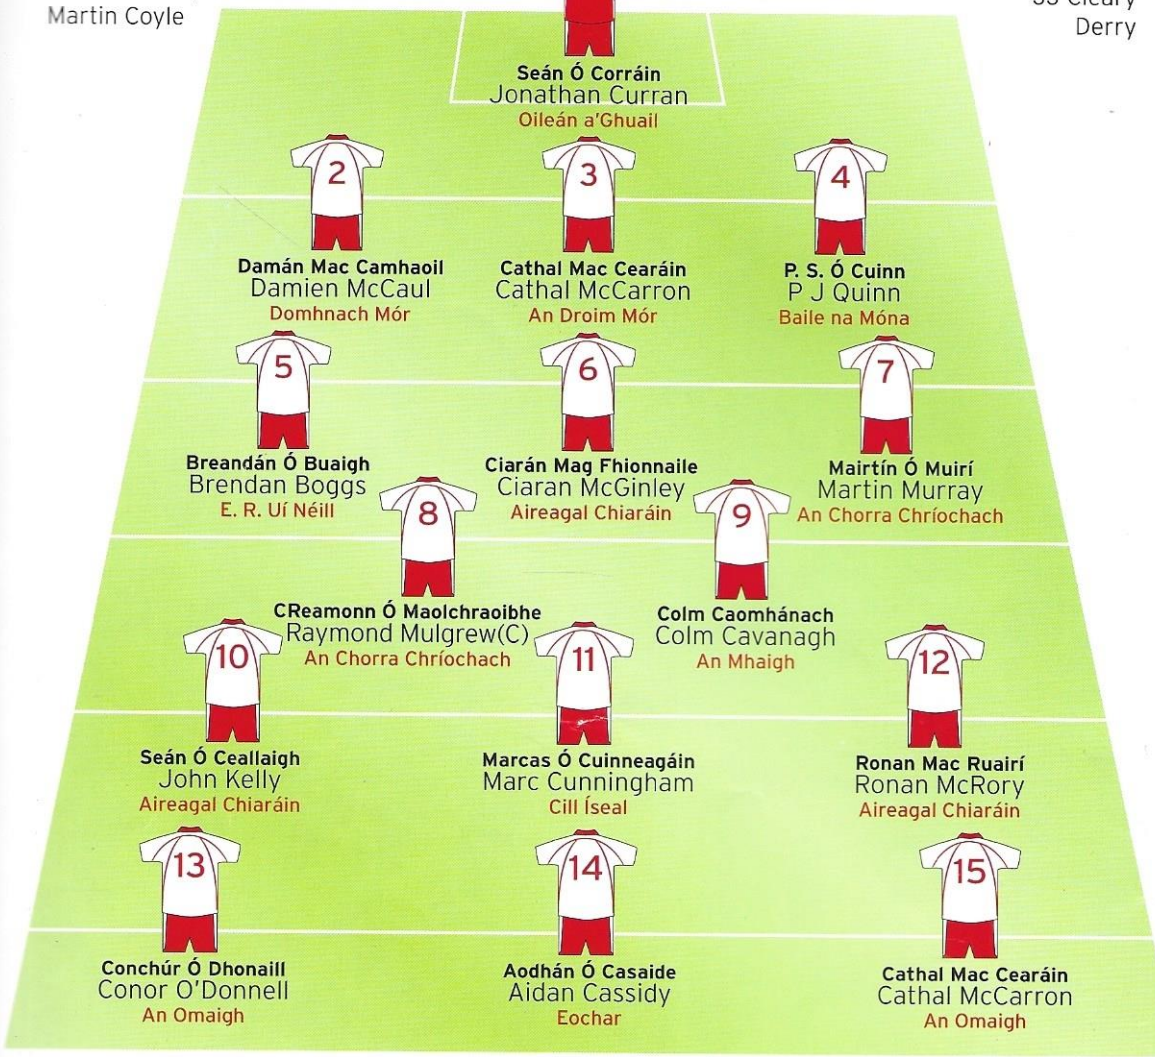 Martin Coyle
Derry
Seán Ó Corráin
Jonathan Curran
Oileán a'Ghuail
2
3
4
Damán Mac Camhaoil
Damien McCaul
Domhnach Mór
Cathal Mac Cearáin
Cathal McCarron
An Droim Mór
P. S. Ó Cuinn
P J Quinn
Baile na Móna
5
6
7
Breandán Ó Buaigh
Brendan Boggs
E. R. Uí Néill
Ciarán Mag Fhionnaile
Ciaran McGinley
Aireagal Chiaráin
Mairtín Ó Muirí
Martin Murray
An Chorra Chríochach
8
9
CReamonn Ó Maolchraoibhe
Raymond Mulgrew(C)
An Chorra Chríochach
Colm Caomhánach
Colm Cavanagh
An Mhaigh
10
11
12
Seán Ó Ceallaigh
John Kelly
Aireagal Chiaráin
Marcas Ó Cuinneagáin
Marc Cunningham
Cill Íseal
Ronan Mac Ruairí
Ronan McRory
Aireagal Chiaráin
13
14
15
Conchúr Ó Dhonaill
Conor O'Donnell
An Omaigh
Aodhán Ó Casaide
Aidan Cassidy
Eochar
Cathal Mac Cearáin
Cathal McCarron
An Omaigh